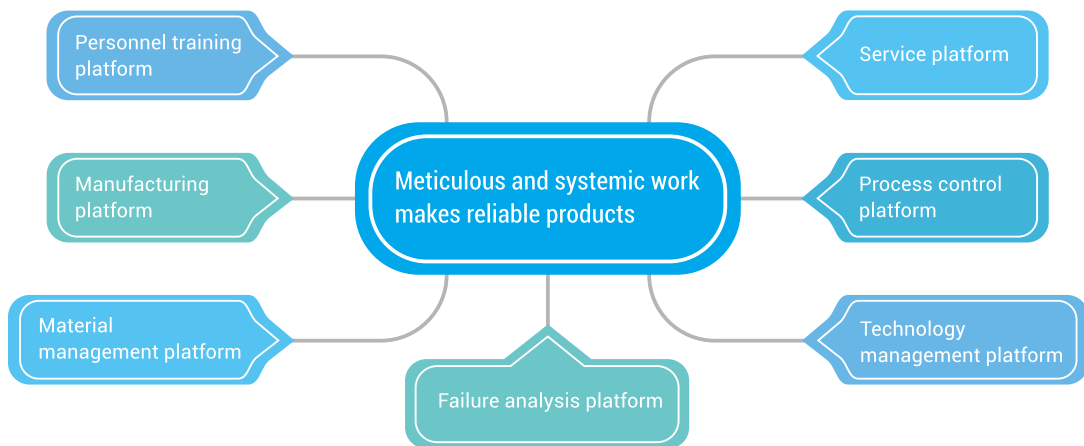 Personnel training
platform
Service platform
Meticulous and systemic work
makes reliable products
Manufacturing
platform
Process control
platform
Material
management platform
Technology
management platform
Failure analysis platform